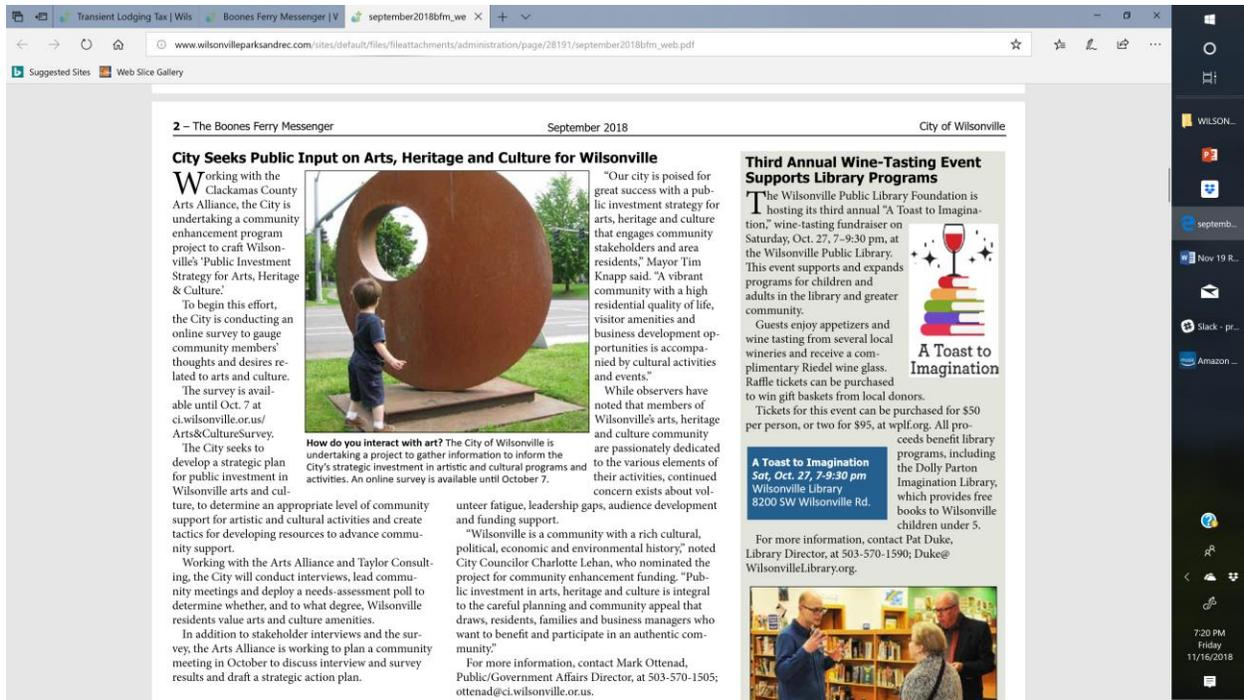 Transient Lodging Tax | Wils
Boones Ferry Messenger | V
september2018bfm_we
www.wilsonvilleparksandrec.com/sites/default/files/fileattachments/administration/page/28191/september2018bfm_web.pdf
Suggested Sites
Web Slice Gallery
2 – The Boones Ferry Messenger
September 2018
City of Wilsonville
City Seeks Public Input on Arts, Heritage and Culture for Wilsonville
Working with the
Clackamas County
Arts Alliance, the City is
undertaking a community
enhancement program
project to craft Wilson-
ville's 'Public Investment
Strategy for Arts, Heritage
& Culture.'
To begin this effort,
the City is conducting an
online survey to gauge
community members'
thoughts and desires re-
lated to arts and culture.
The survey is avail-
able until Oct. 7 at
ci.wilsonville.or.us/
Arts&CultureSurvey.
The City seeks to
develop a strategic plan
for public investment in
Wilsonville arts and cul-
ture, to determine an appropriate level of community
support for artistic and cultural activities and create
tactics for developing resources to advance commu-
nity support.
Working with the Arts Alliance and Taylor Consult-
ing, the City will conduct interviews, lead commu-
nity meetings and deploy a needs-assessment poll to
determine whether, and to what degree, Wilsonville
residents value arts and culture amenities.
In addition to stakeholder interviews and the sur-
vey, the Arts Alliance is working to plan a community
meeting in October to discuss interview and survey
results and draft a strategic action plan.
How do you interact with art? The City of Wilsonville is
undertaking a project to gather information to inform the
City's strategic investment in artistic and cultural programs and
activities. An online survey is available until October 7.
"Our city is poised for
great success with a pub-
lic investment strategy for
arts, heritage and culture
that engages community
stakeholders and area
residents," Mayor Tim
Knapp said. "A vibrant
community with a high
residential quality of life,
visitor amenities and
business development op-
portunities is accompa-
nied by cultural activities
and events."
While observers have
noted that members of
Wilsonville's arts, heritage
and culture community
are passionately dedicated
to the various elements of
their activities, continued
concern exists about vol-
unteer fatigue, leadership gaps, audience development
and funding support.
"Wilsonville is a community with a rich cultural,
political, economic and environmental history," noted
City Councilor Charlotte Lehan, who nominated the
project for community enhancement funding. "Pub-
lic investment in arts, heritage and culture is integral
to the careful planning and community appeal that
draws, residents, families and business managers who
want to benefit and participate in an authentic com-
munity."
For more information, contact Mark Ottenad,
Public/Government Affairs Director, at 503-570-1505;
ottenad@ci.wilsonville.or.us.
Third Annual Wine-Tasting Event
Supports Library Programs
The Wilsonville Public Library Foundation is
hosting its third annual "A Toast to Imagina-
tion," wine-tasting fundraiser on
Saturday, Oct. 27, 7–9:30 pm, at
the Wilsonville Public Library.
This event supports and expands
programs for children and
adults in the library and greater
community.
Guests enjoy appetizers and
wine tasting from several local
wineries and receive a com-
plimentary Riedel wine glass.
Raffle tickets can be purchased
to win gift baskets from local donors.
A Toast to
Imagination
Tickets for this event can be purchased for $50
per person, or two for $95, at wplf.org. All pro-
ceeds benefit library
programs, including
the Dolly Parton
Imagination Library,
which provides free
books to Wilsonville
children under 5.
A Toast to Imagination
Sat, Oct. 27, 7-9:30 pm
Wilsonville Library
8200 SW Wilsonville Rd.
For more information, contact Pat Duke,
Library Director, at 503-570-1590; Duke@
WilsonvilleLibrary.org.
WILSON...
septemb...
Nov 19 R...
Slack - pr...
Amazon ...
7:20 PM
Friday
11/16/2018